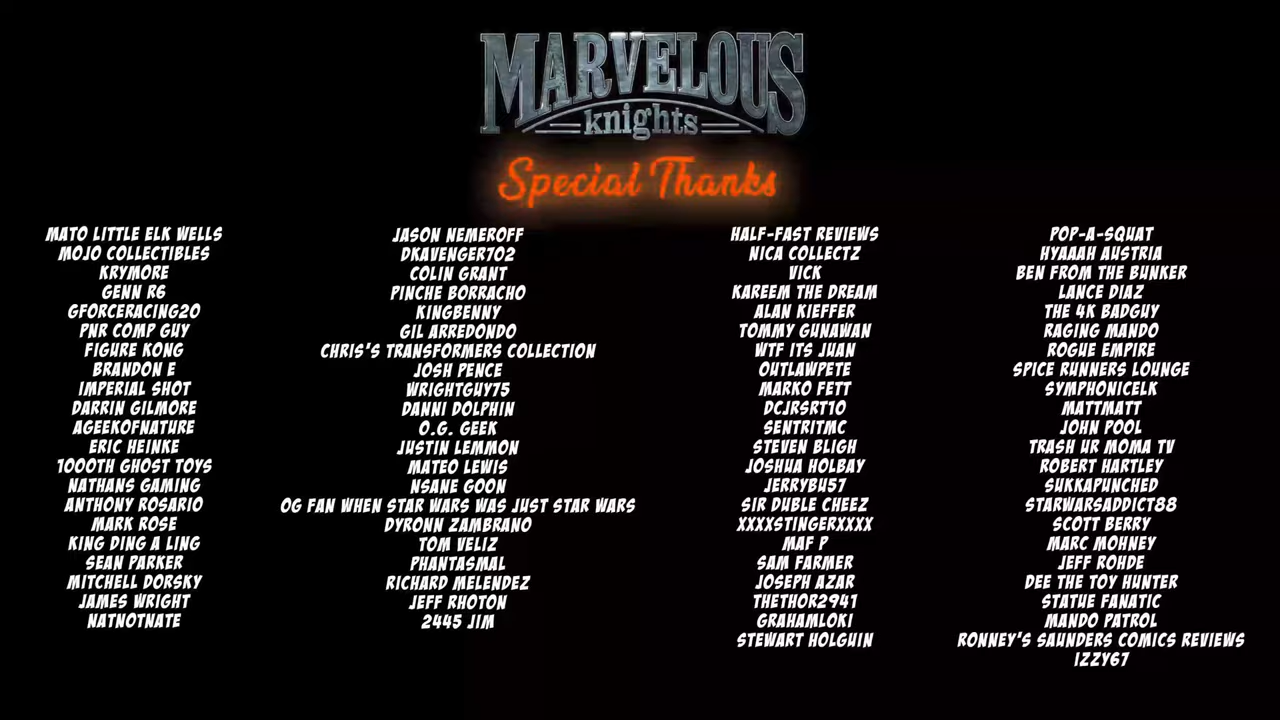 MARVELOUS
knights
Special Thanks
MATO LITTLE ELK WELLS
MOJO COLLECTIBLES
KRYMORE
GENN R6
GFORCERACING20
PNR COMP GUY
FIGURE KONG
BRANDON E
IMPERIAL SHOT
DARRIN GILMORE
AGEEKOFNATURE
ERIC HEINKE
1000TH GHOST TOYS
NATHANS GAMING
ANTHONY ROSARIO
MARK ROSE
KING DING A LING
SEAN PARKER
MITCHELL DORSKY
JAMES WRIGHT
NATNOTNATE
JASON NEMEROFF
DKAVENGER702
COLIN GRANT
PINCHE BORRACHO
KINGBENNY
GIL ARREDONDO
CHRIS'S TRANSFORMERS COLLECTION
JOSH PENCE
WRIGHTGUY75
DANNI DOLPHIN
O.G. GEEK
JUSTIN LEMMON
MATEO LEWIS
NSANE GOON
OG FAN WHEN STAR WARS WAS JUST STAR WARS
DYRONN ZAMBRANO
TOM VELIZ
PHANTASMAL
RICHARD MELENDEZ
JEFF RHOTON
2445 JIM
HALF-FAST REVIEWS
NICA COLLECTZ
VICK
KAREEM THE DREAM
ALAN KIEFFER
TOMMY GUNAWAN
WTF ITS JUAN
OUTLAWPETE
MARKO FETT
DCJRSRT10
SENTRITMC
STEVEN BLIGH
JOSHUA HOLBAY
JERRYBU57
SIR DUBLE CHEEZ
XXXXSTINGERXXXX
MAF P
SAM FARMER
JOSEPH AZAR
THETHOR2941
GRAHAMLOKI
STEWART HOLGUIN
POP-A-SQUAT
HYAAAH AUSTRIA
BEN FROM THE BUNKER
LANCE DIAZ
THE 4K BADGUY
RAGING MANDO
ROGUE EMPIRE
SPICE RUNNERS LOUNGE
SYMPHONICELK
MATTMATT
JOHN POOL
TRASH UR MOMA TV
ROBERT HARTLEY
SUKKAPUNCHED
STARWARSADDICT88
SCOTT BERRY
MARC MOHNEY
JEFF ROHDE
DEE THE TOY HUNTER
STATUE FANATIC
MANDO PATROL
RONNEY'S SAUNDERS COMICS REVIEWS
IZZY67